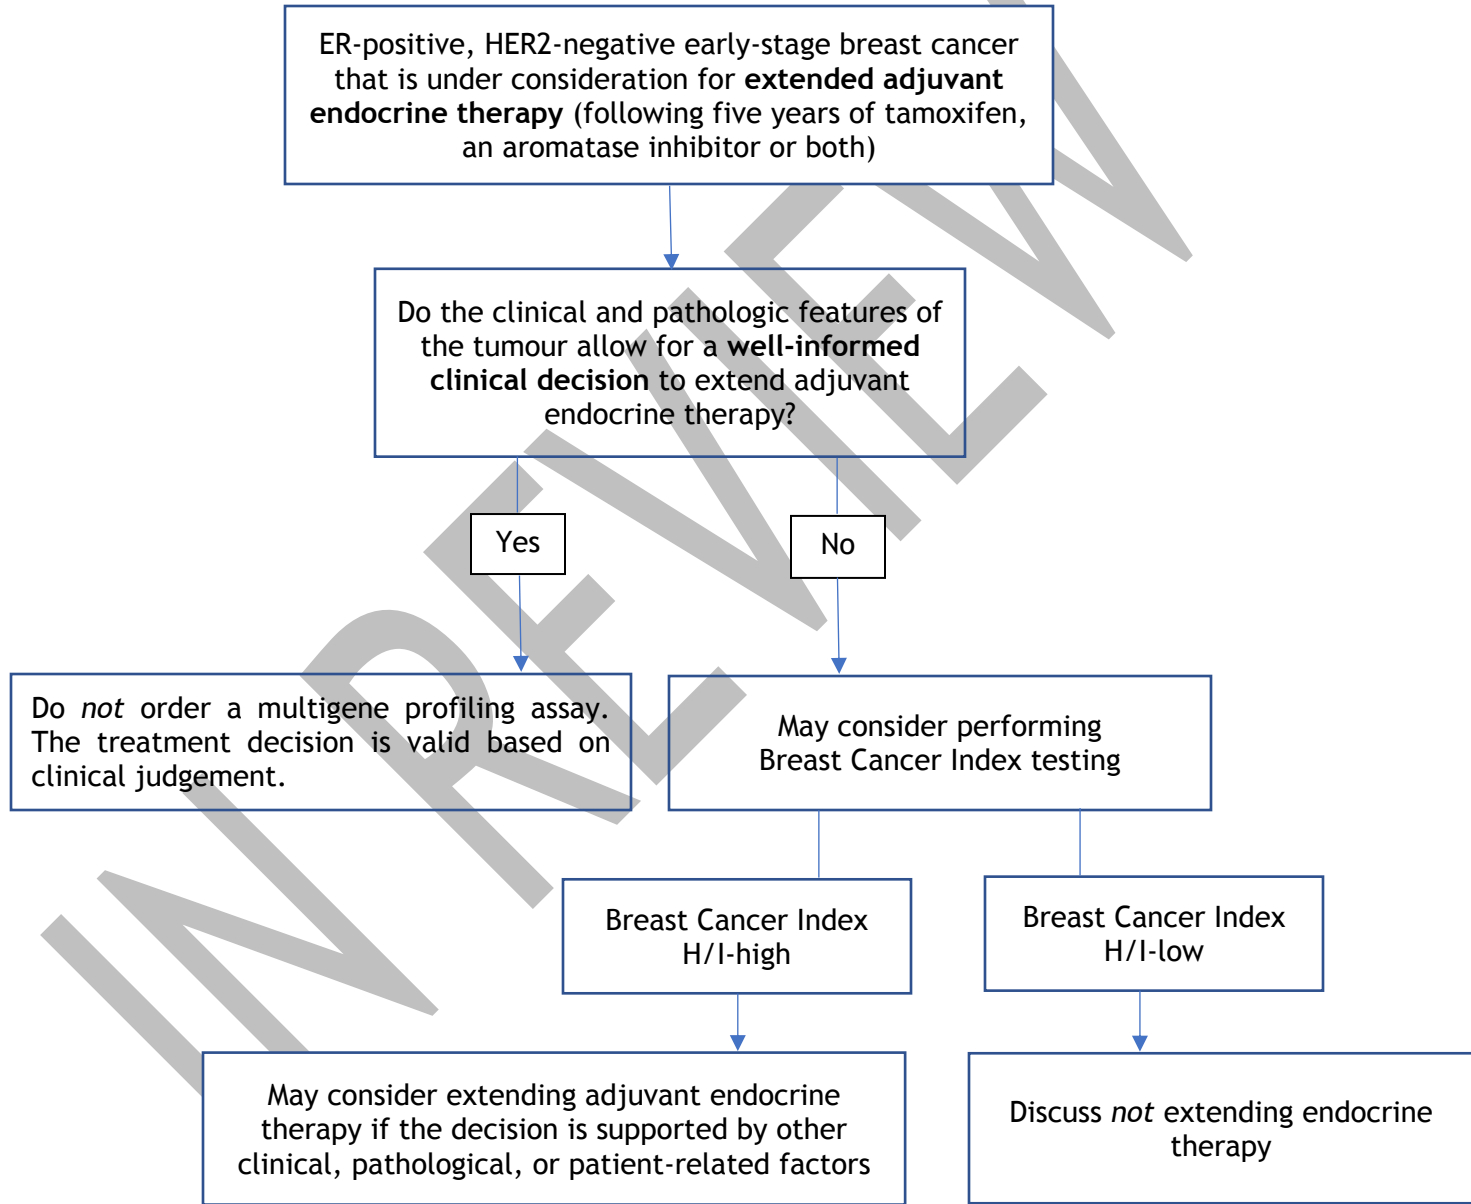 ER-positive, HER2-negative early-stage breast cancer
that is under consideration for extended adjuvant
endocrine therapy (following five years of tamoxifen,
an aromatase inhibitor or both)
Do the clinical and pathologic features of
the tumour allow for a well-informed
clinical decision to extend adjuvant
endocrine therapy?
Yes
No
Do not order a multigene profiling assay.
The treatment decision is valid based on
clinical judgement.
May consider performing
Breast Cancer Index testing
Breast Cancer Index
H/I-high
Breast Cancer Index
H/I-low
May consider extending adjuvant endocrine
therapy if the decision is supported by other
clinical, pathological, or patient-related factors
Discuss not extending endocrine
therapy
IN REVIEW